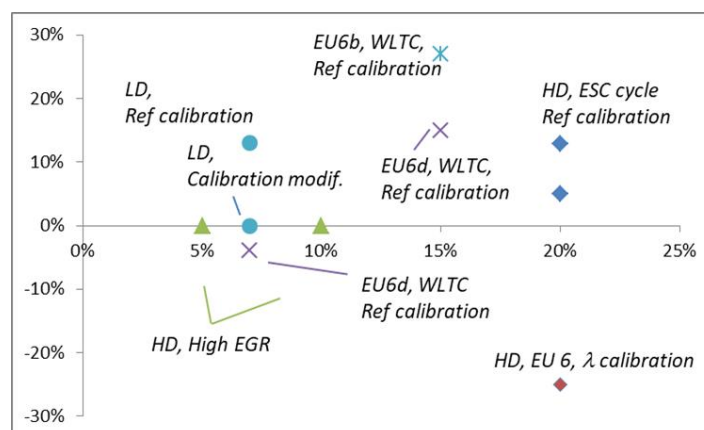 30%
EU6b, WLTC,
Ref calibration
20%
LD,
Ref calibration
HD, ESC cycle
Ref calibration
10%
LD,
Calibration modif.
EU6d, WLTC,
Ref calibration
0%
0%
5%
10%
15%
20%
25%
-10%
EU6d, WLTC
Ref calibration
HD, High EGR
-20%
HD, EU 6, λ calibration
-30%